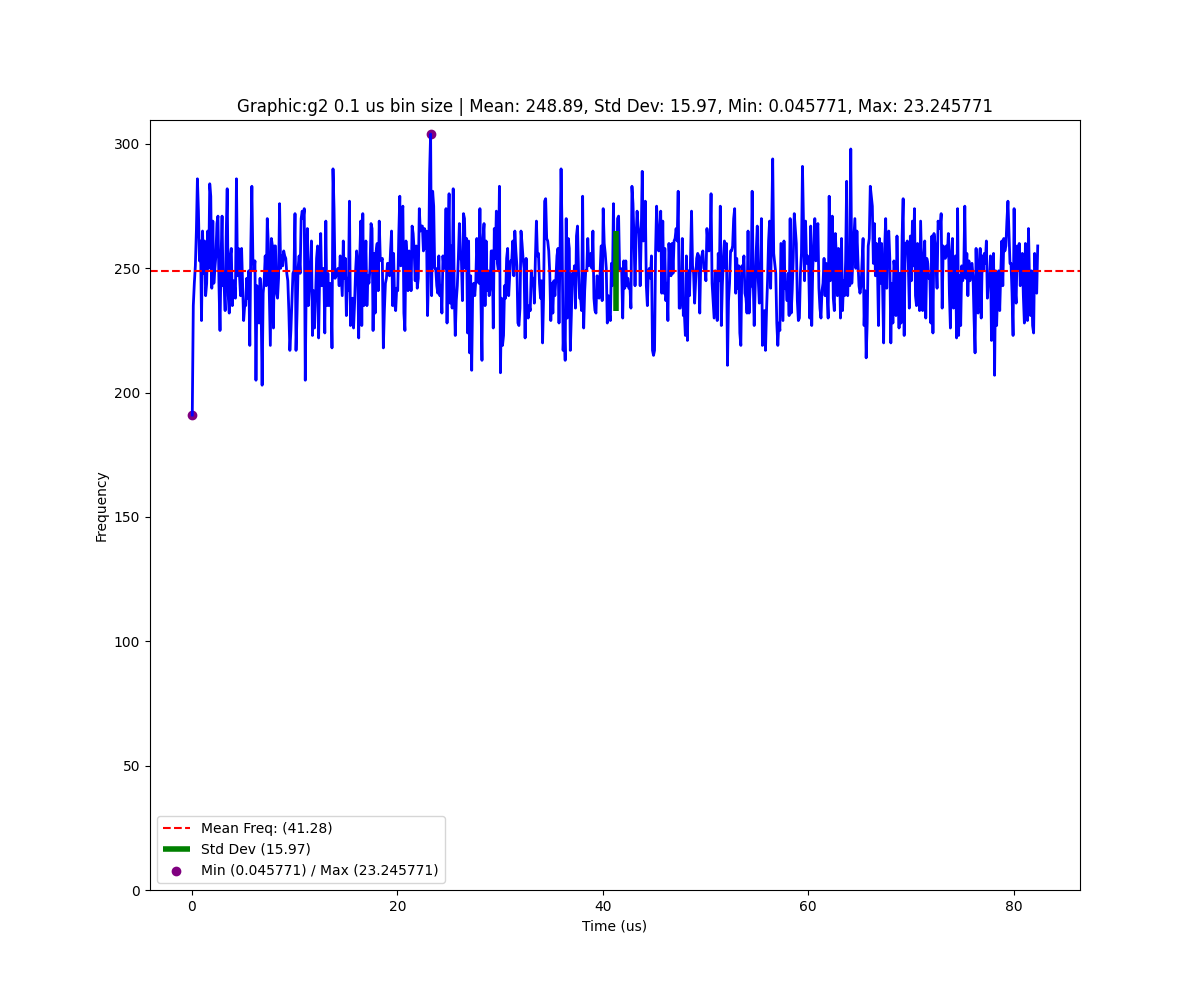 Graphic:g2 0.1 us bin size | Mean: 248.89, Std Dev: 15.97, Min: 0.045771, Max: 23.245771
300
250
200
150
100
50
0
Frequency
Mean Freq: (41.28)
Std Dev (15.97)
Min (0.045771) / Max (23.245771)
0 20 40 60 80
Time (us)